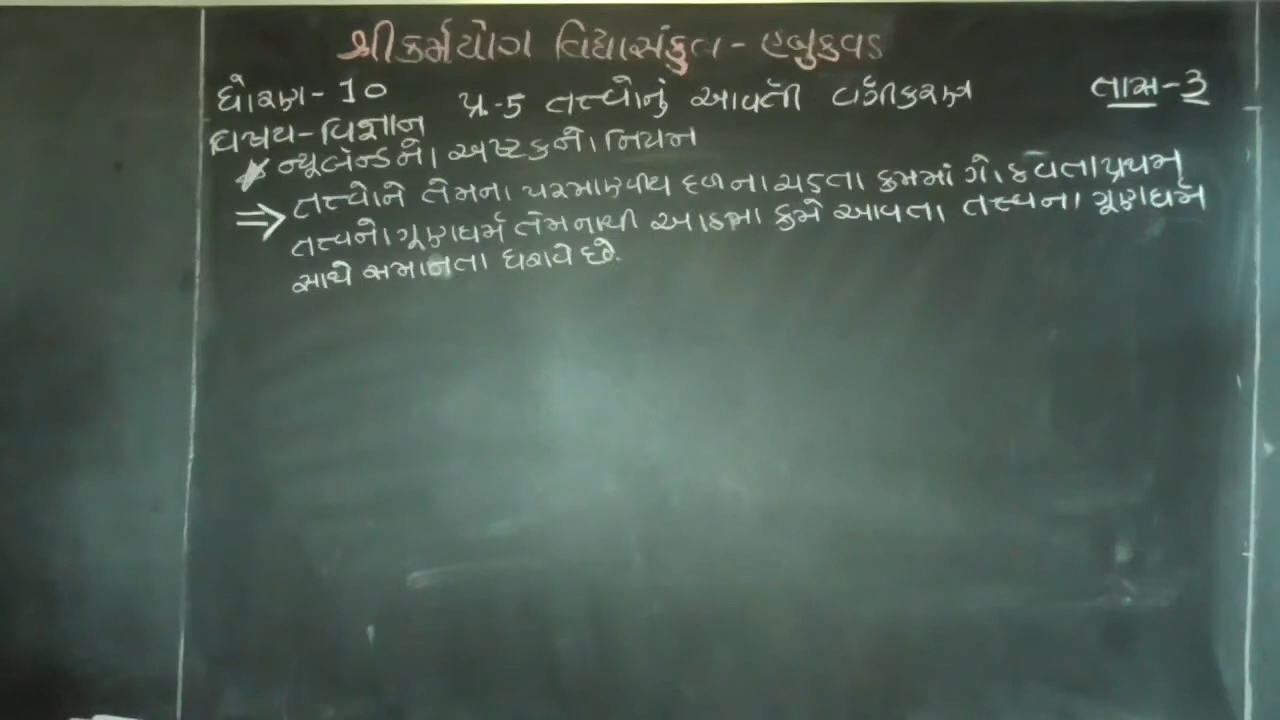 શ્રી કર્મયોગ વિદ્યાસંકુલ - હબુકવડ
ધોરણ - 10 પ્ર.-5 તત્ત્વોનું આવર્તી વર્ગીકરણ તાસ-3
વિષય - વિજ્ઞાન
ન્યૂલેન્ડનો અષ્ટકનો નિયમ
⇒ તત્ત્વોને તેમના પરમાણ્વીય દળના ચડતા ક્રમમાં ગોઠવતા પ્રથમ
તત્ત્વનો ગૂણધર્મ તેમનાથી આઠમા ક્રમે આવતા તત્ત્વના ગૂણધર્મ
સાથે સમાનતા ધરાવે છે.